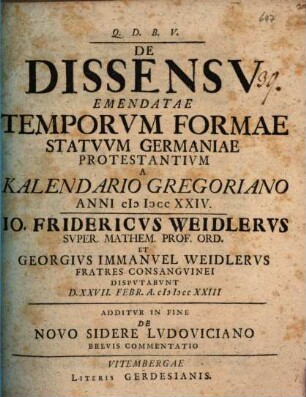 607
Q. D. B. V.
DE
DISSENSV
39.
EMENDATAE
TEMPORVM FORMAE
STATVVM GERMANIAE
PROTESTANTIVM
A
KALENDARIO GREGORIANO
ANNI cIɔ Iɔcc XXIV.
IO. FRIDERICVS WEIDLERVS
SVPER. MATHEM. PROF. ORD.
ET
GEORGIVS IMMANVEL WEIDLERVS
FRATRES CONSANGVINEI
DISPVTABVNT
D. XXVII. FEBR. A. cIɔ Iɔcc XXIII
ADDITVR IN FINE
DE
NOVO SIDERE LVDOVICIANO
BREVIS COMMENTATIO
VITEMBERGAE
LITERIS GERDESIANIS.